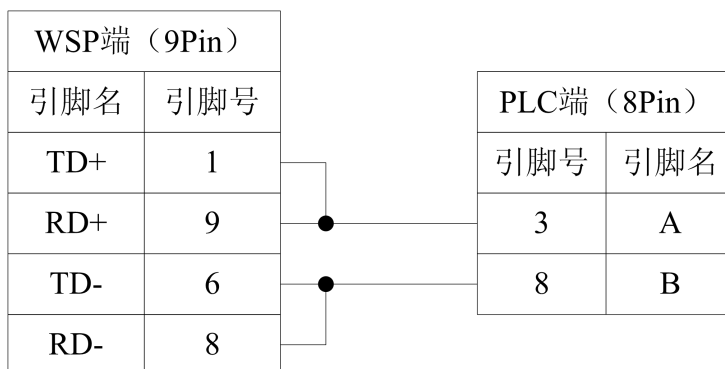 WSP端（9Pin）
引脚名 引脚号
TD+ 1
RD+ 9
TD- 6
RD- 8
PLC端（8Pin）
引脚号 引脚名
3 A
8 B